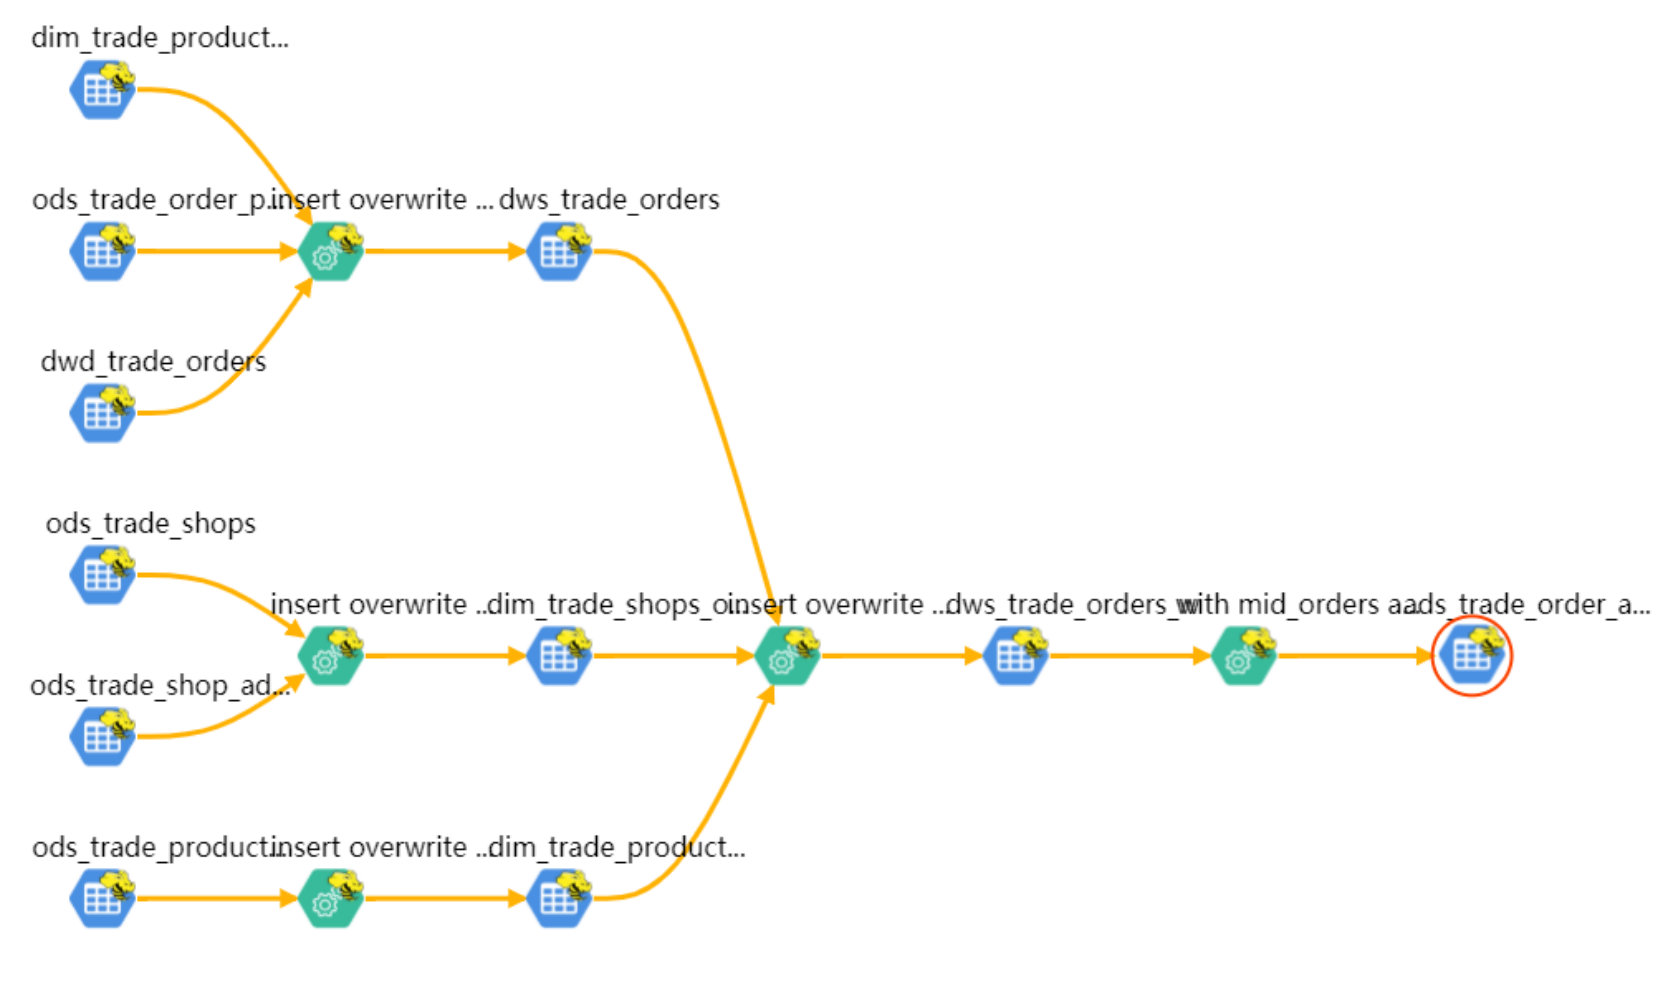 dim_trade_product...
ods_trade_order_p...
insert overwrite ...
dws_trade_orders
dwd_trade_orders
ods_trade_shops
insert overwrite ...
dim_trade_shops_o...
insert overwrite ...
dws_trade_orders_w...
with mid_orders a...
ads_trade_order_a...
ods_trade_shop_ad...
ods_trade_product...
insert overwrite ...
dim_trade_product...